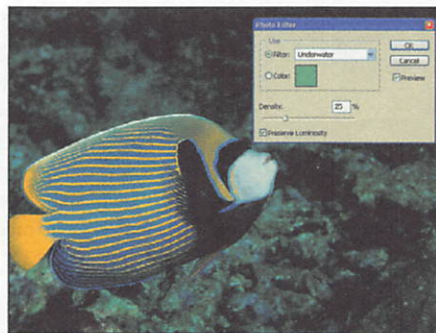 Photo Filter
Use
Filter: Underwater
Color:
Density: 25 %
Preserve Luminosity
OK
Cancel
Preview